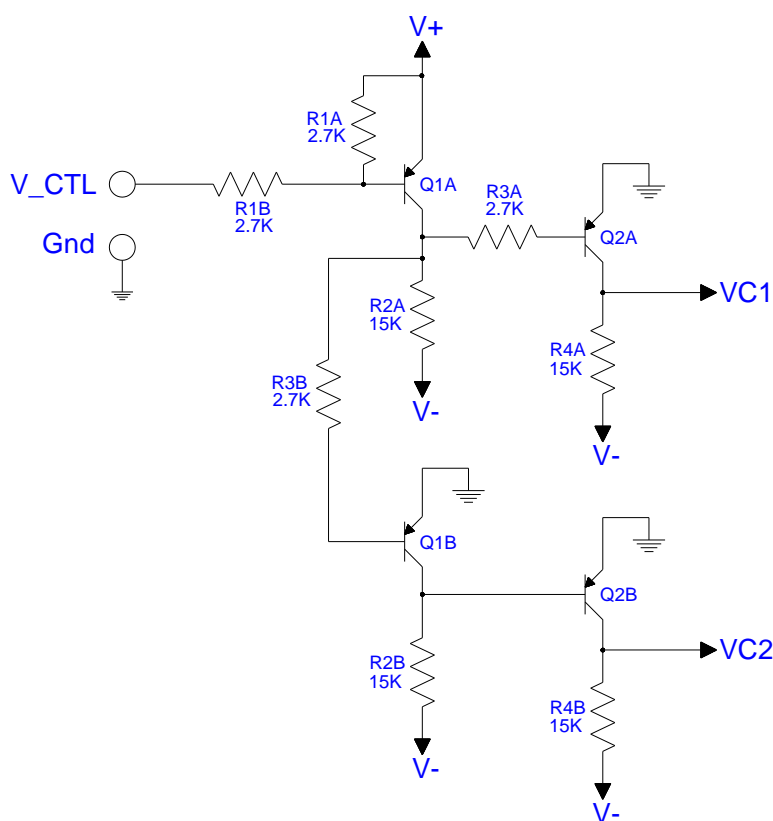 V+
R1A
2.7K
V_CTL
R1B
2.7K
Q1A
R3A
2.7K
Q2A
Gnd
VC1
R2A
15K
R4A
15K
R3B
2.7K
V-
V-
Q1B
Q2B
R2B
15K
VC2
R4B
15K
V-
V-